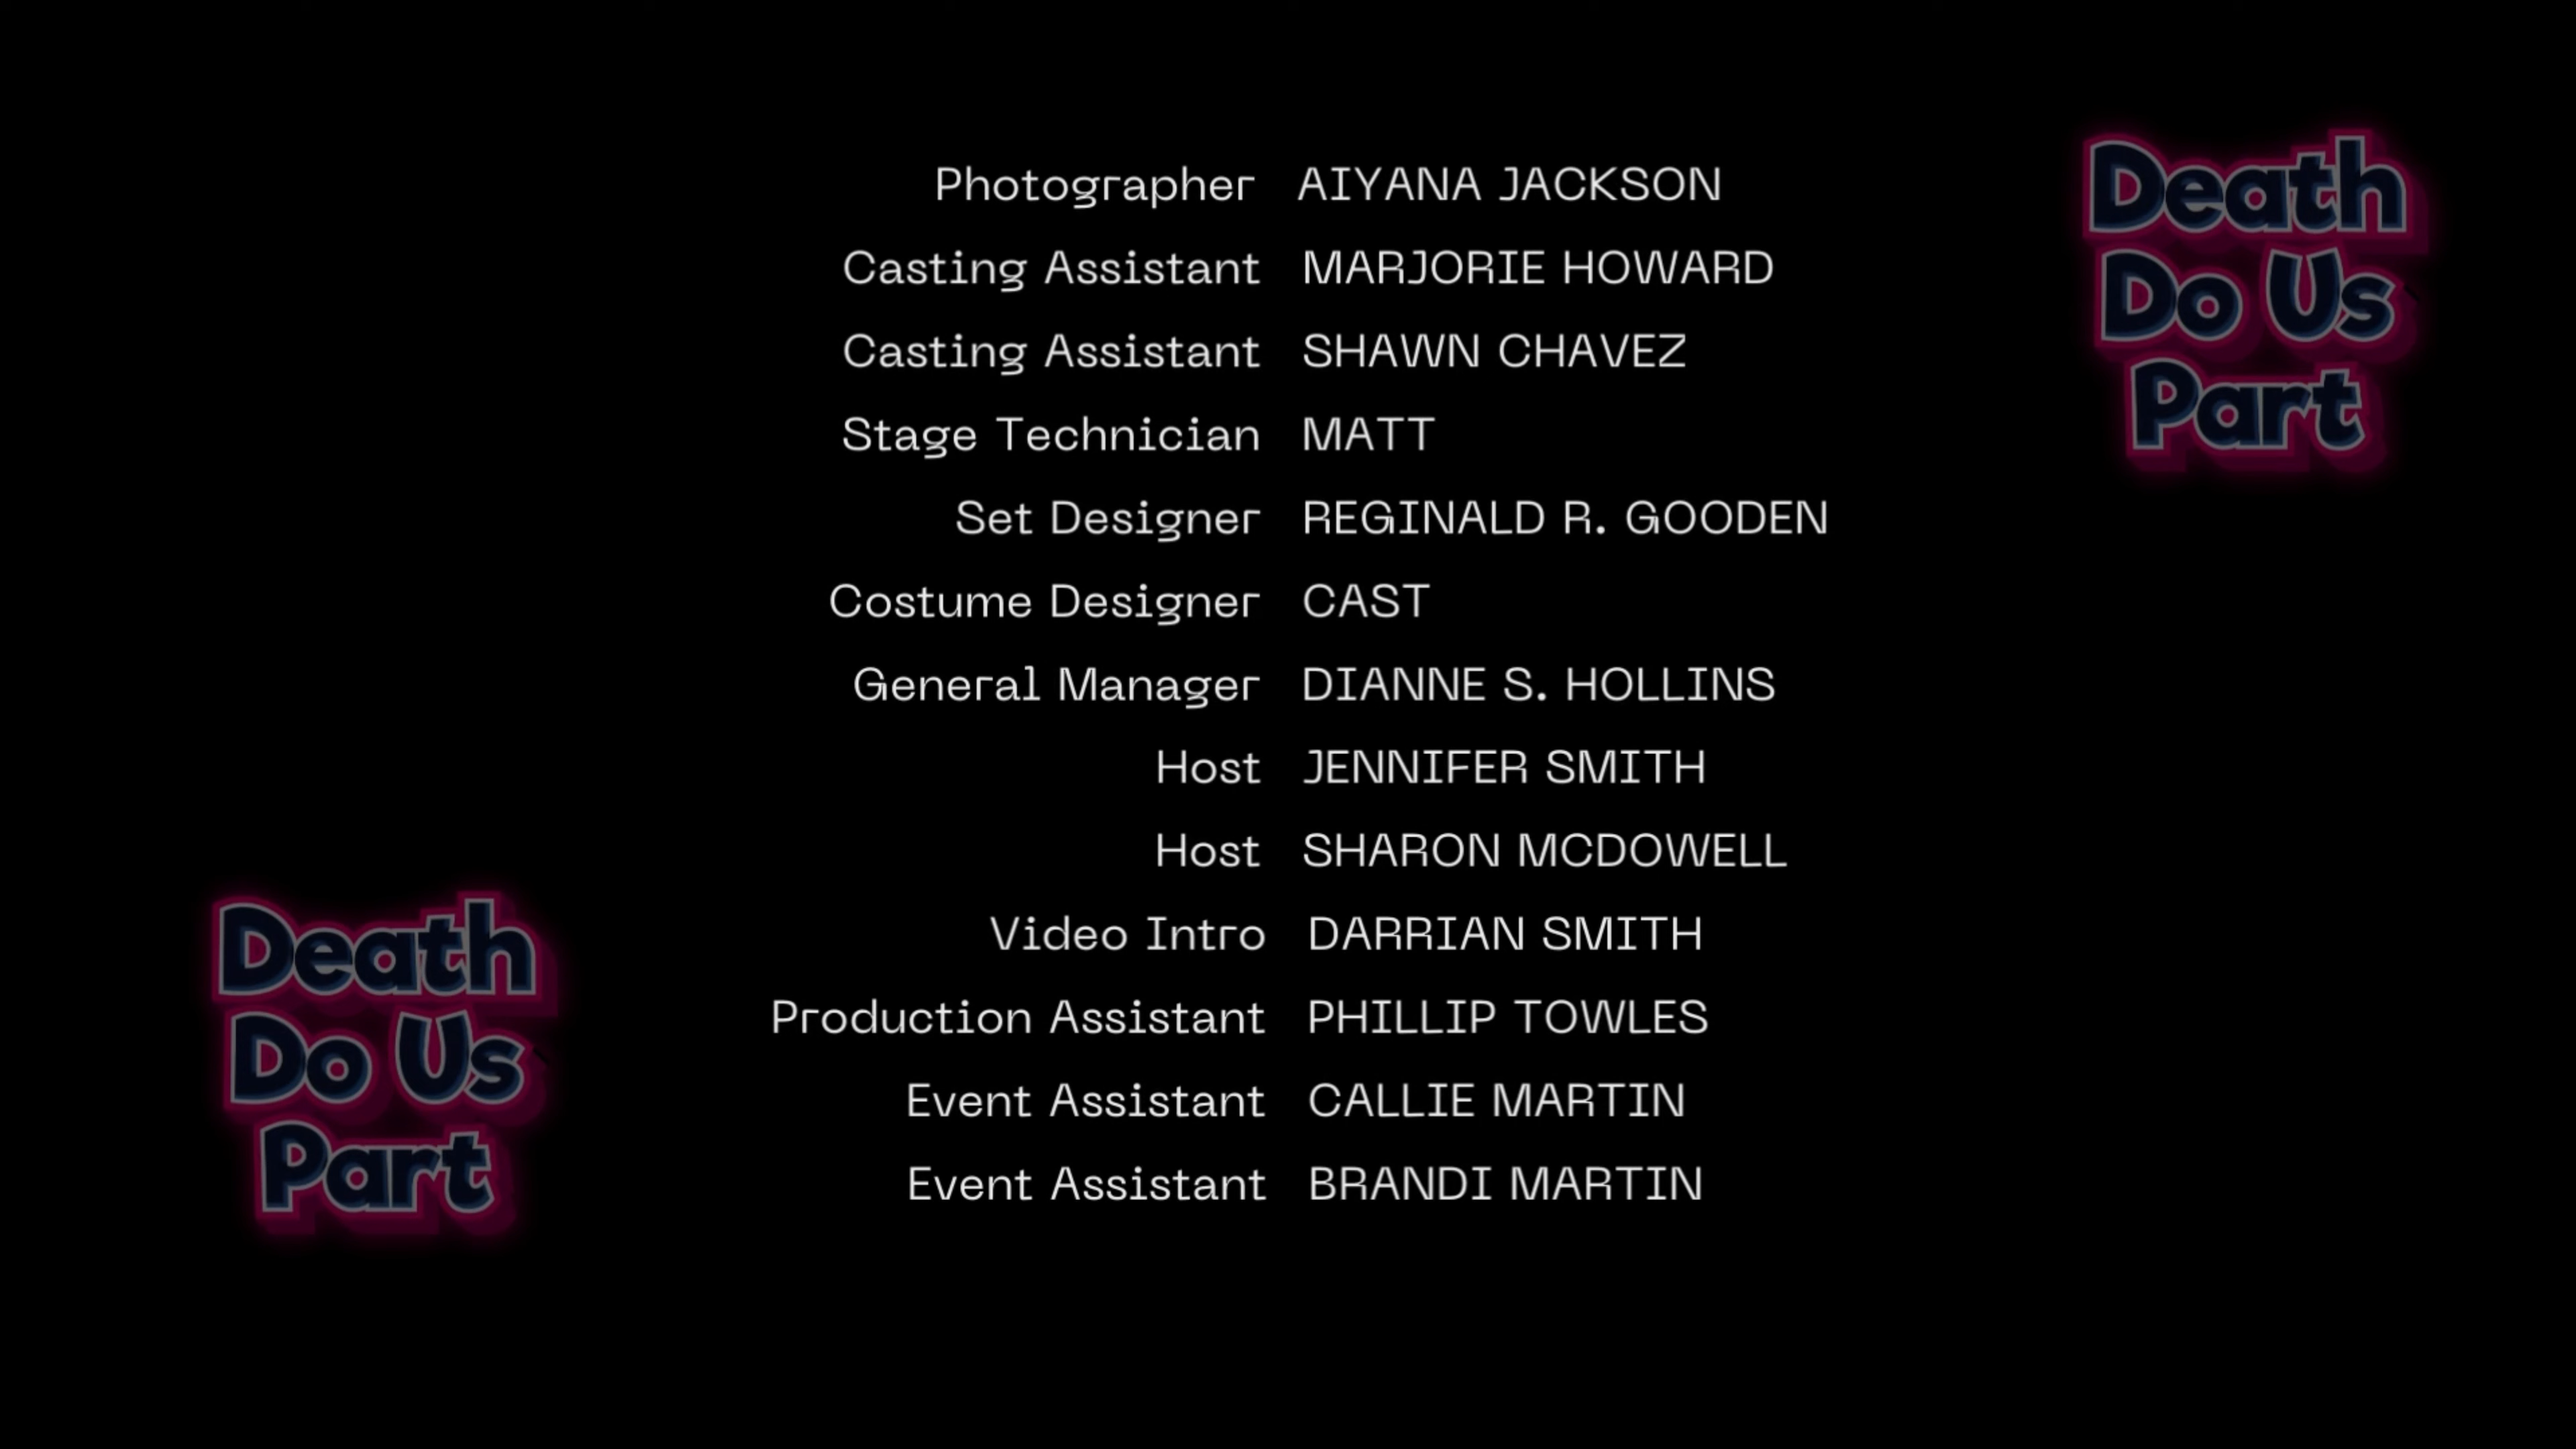 Photographer AIYANA JACKSON
Casting Assistant MARJORIE HOWARD
Casting Assistant SHAWN CHAVEZ
Stage Technician MATT
Set Designer REGINALD R. GOODEN
Costume Designer CAST
General Manager DIANNE S. HOLLINS
Host JENNIFER SMITH
Host SHARON MCDOWELL
Video Intro DARRIAN SMITH
Production Assistant PHILLIP TOWLES
Event Assistant CALLIE MARTIN
Event Assistant BRANDI MARTIN
Death
Do Us
Part
Death
Do Us
Part